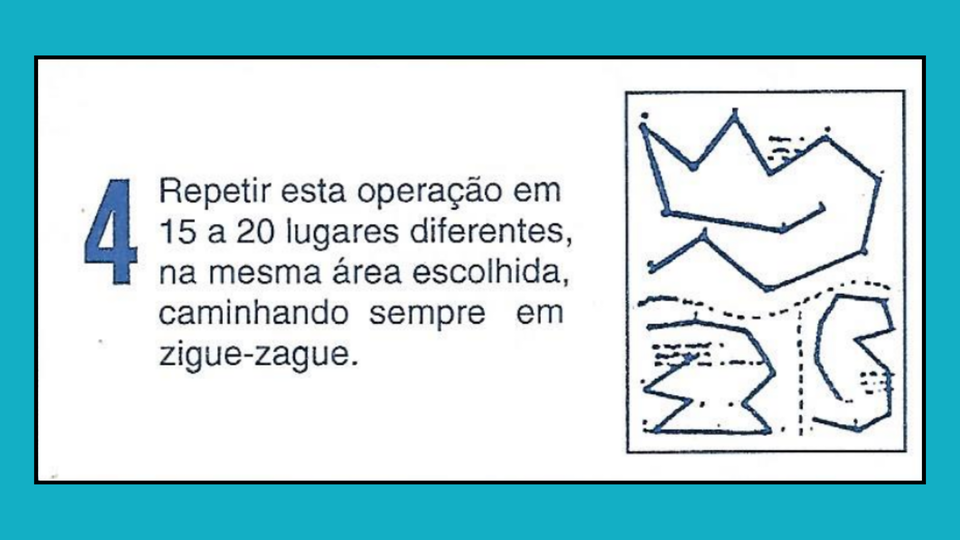 4
Repetir esta operação em
15 a 20 lugares diferentes,
na mesma área escolhida,
caminhando sempre em
zigue-zague.